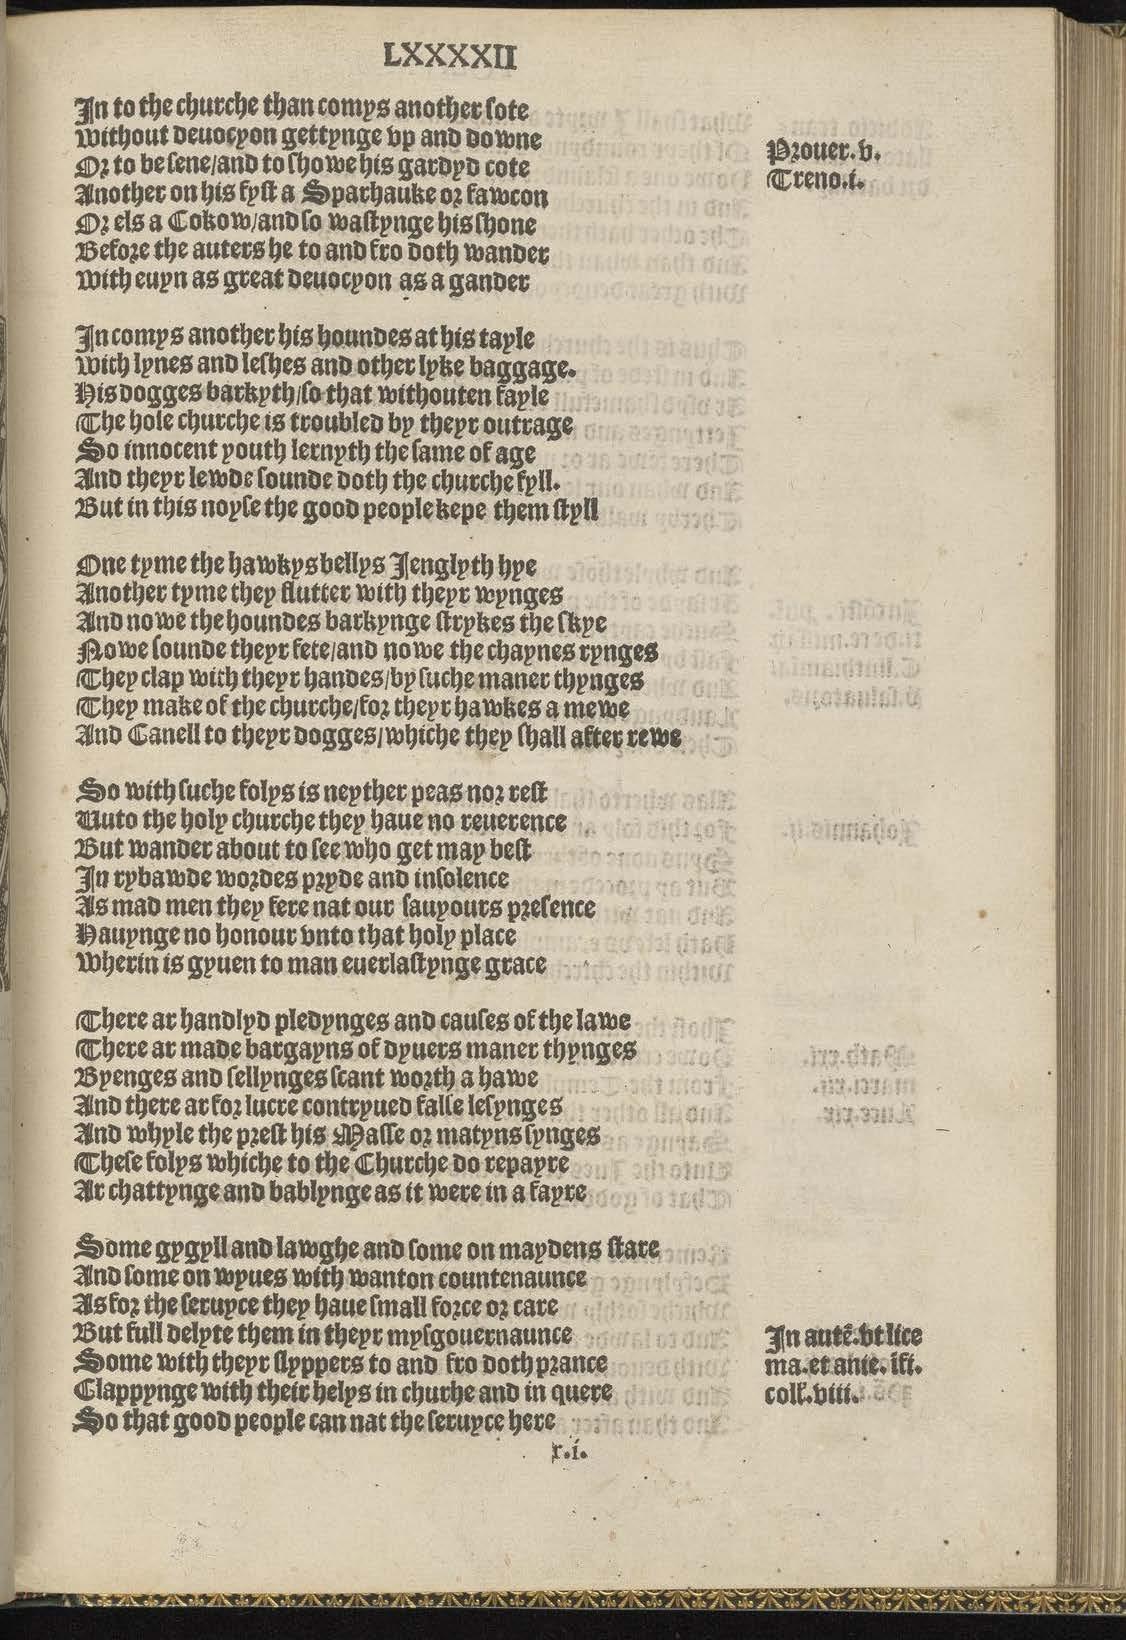 LXXXXII
In to the churche than comys another sote
without deuocyon gettynge vp and downe
Or to be sene/and to showe his gardyd cote
Another on his fyst a Sparhauke or fawcon
Or els a Cokow/and so wastynge his shone
Before the auters he to and fro doth wander
with euyn as great deuocyon as a gander
Prouer.v.
Treno.i.
In comys another his houndes at his tayle
with lynes and leshes and other lyke baggage.
His dogges barkyth/so that withouten fayle
The hole churche is troubled by theyr outrage
So innocent youth lernyth the same of age
And theyr lewde sounde doth the churche fyll.
But in this noyse the good people kepe them styll
One tyme the hawkys bellys Jenglyth hye
Another tyme they flutter with theyr wynges
And nowe the houndes barkynge strykes the skye
Nowe sounde theyr fete/and nowe the chaynes rynges
They clap with theyr handes/by suche maner thynges
They make of the churche/for theyr hawkes a mewe
And Canell to theyr dogges/whiche they shall after rewe
So with suche folys is neyther peas nor rest
Vnto the holy churche they haue no reuerence
But wander about to see who get may best
In rybawde wordes pryde and insolence
As mad men they fere nat our sauyours presence
Hauynge no honour vnto that holy place
wherin is gyuen to man euerlastynge grace
There ar handlyd pledynges and causes of the lawe
There ar made bargayns of dyuers maner thynges
Byenges and sellynges scant worth a hawe
And there ar for lucre contryued false lesynges
And whyle the prest his Masse or matyns synges
These folys whiche to the Churche do repayre
Ar chattynge and bablynge as it were in a fayre
Some gygyll and lawghe and some on maydens stare
And some on wyues with wanton countenaunce
As for the seruyce they haue small force or care
But full delyte them in theyr mysgouernaunce
Some with theyr slyppers to and fro doth prance
Clappynge with their helys in churhe and in quere
So that good people can nat the seruyce here
In autē.vt lice
ma.et anie. īfi.
coll.viii.
r.i.